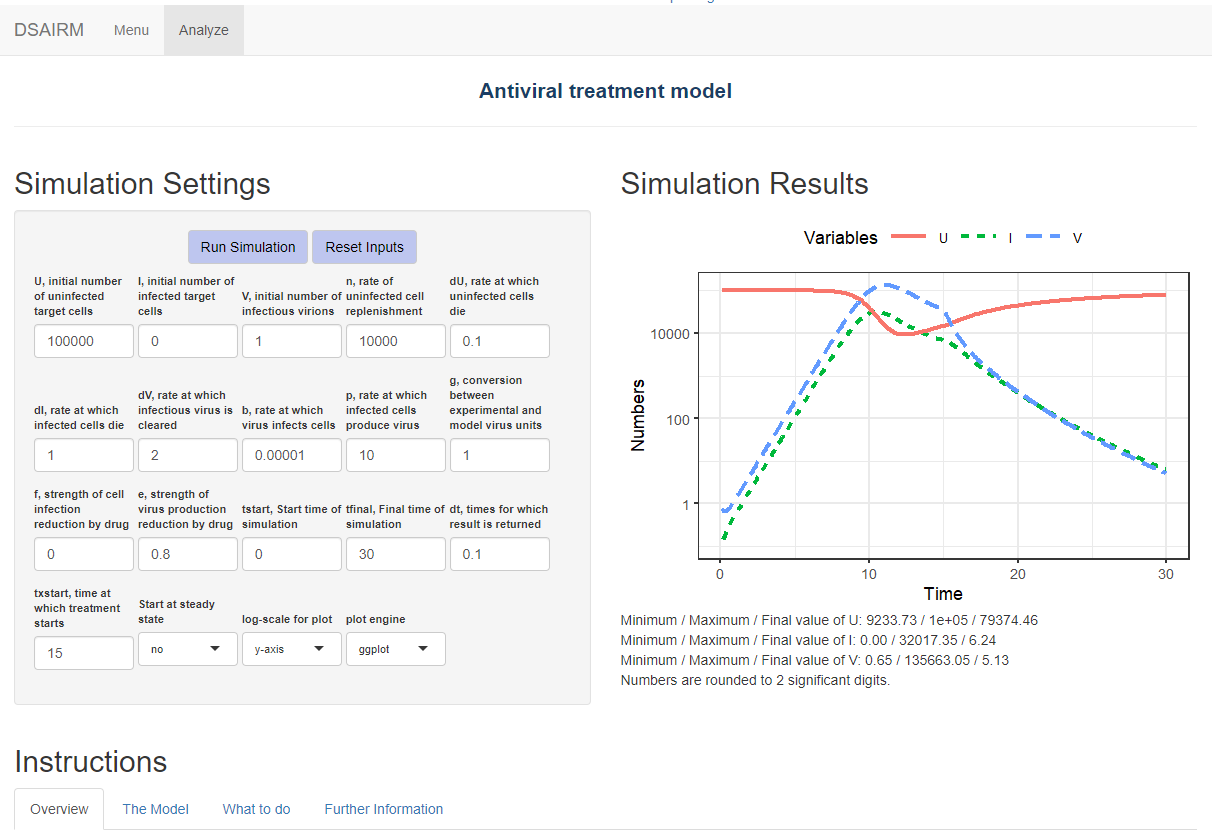 DSAIRM Menu Analyze
Antiviral treatment model
Simulation Settings
Run Simulation Reset Inputs
U, initial number
of uninfected
target cells
100000
I, initial number of
infected target
cells
0
V, initial number of
infectious virions
1
n, rate of
uninfected cell
replenishment
10000
dU, rate at which
uninfected cells
die
0.1
dI, rate at which
infected cells die
1
dV, rate at which
infectious virus is
cleared
2
b, rate at which
virus infects cells
0.00001
p, rate at which
infected cells
produce virus
10
g, conversion
between
experimental and
model virus units
1
f, strength of cell
infection
reduction by drug
0
e, strength of
virus production
reduction by drug
0.8
tstart, Start time of
simulation
0
tfinal, Final time of
simulation
30
dt, times for which
result is returned
0.1
txstart, time at
which treatment
starts
15
Start at steady
state
no
log-scale for plot
y-axis
plot engine
ggplot
Simulation Results
Variables U I V
Numbers
10000
100
1
0 10 20 30
Time
Minimum / Maximum / Final value of U: 9233.73 / 1e+05 / 79374.46
Minimum / Maximum / Final value of I: 0.00 / 32017.35 / 6.24
Minimum / Maximum / Final value of V: 0.65 / 135663.05 / 5.13
Numbers are rounded to 2 significant digits.
Instructions
Overview The Model What to do Further Information